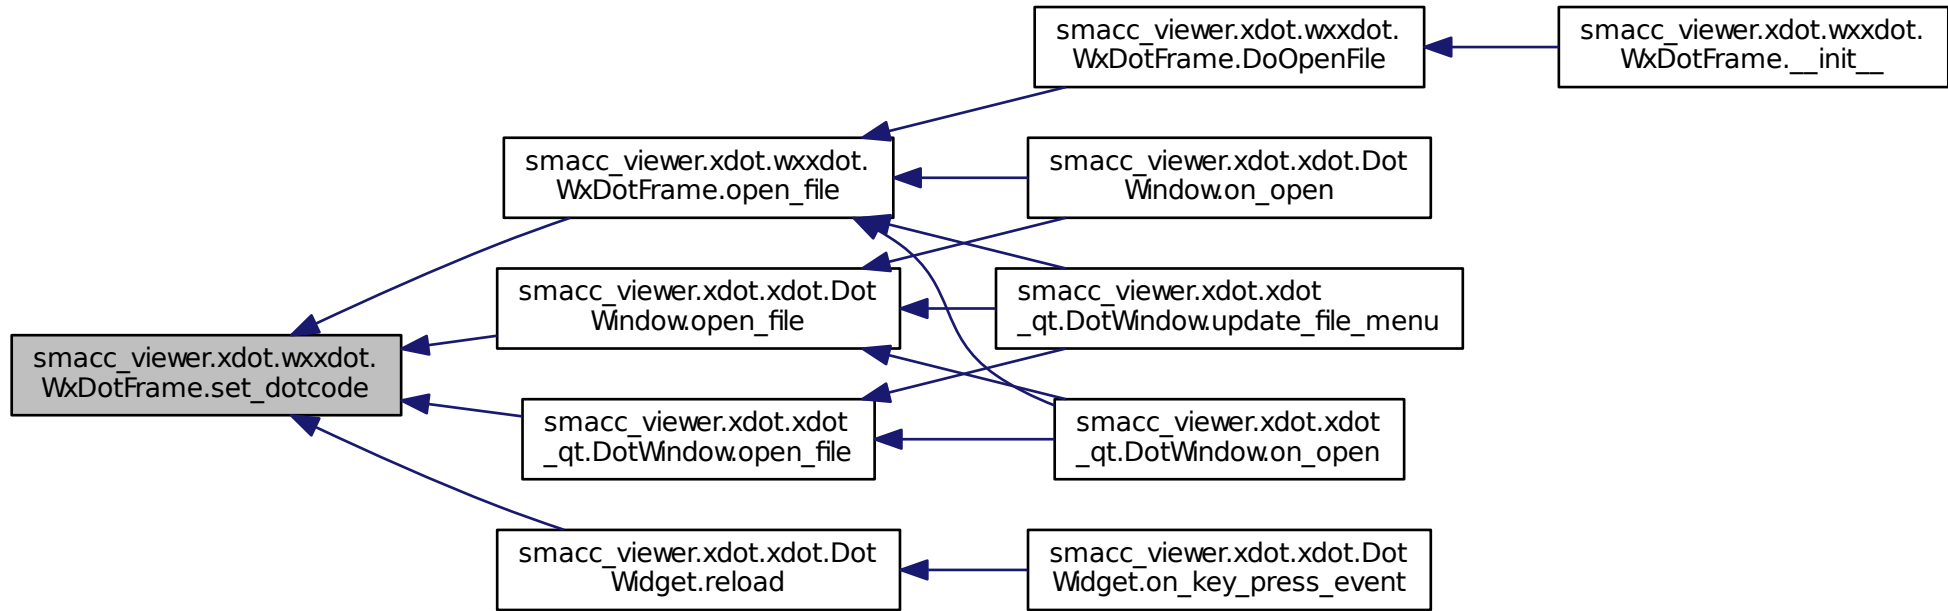 smacc_viewer.xdot.wxxdot.
WxDotFrame.DoOpenFile
smacc_viewer.xdot.wxxdot.
WxDotFrame.__init__
smacc_viewer.xdot.wxxdot.
WxDotFrame.open_file
smacc_viewer.xdot.xdot.Dot
Window.on_open
smacc_viewer.xdot.xdot.Dot
Window.open_file
smacc_viewer.xdot.xdot
_qt.DotWindow.update_file_menu
smacc_viewer.xdot.wxxdot.
WxDotFrame.set_dotcode
smacc_viewer.xdot.xdot
_qt.DotWindow.open_file
smacc_viewer.xdot.xdot
_qt.DotWindow.on_open
smacc_viewer.xdot.xdot.Dot
Widget.reload
smacc_viewer.xdot.xdot.Dot
Widget.on_key_press_event